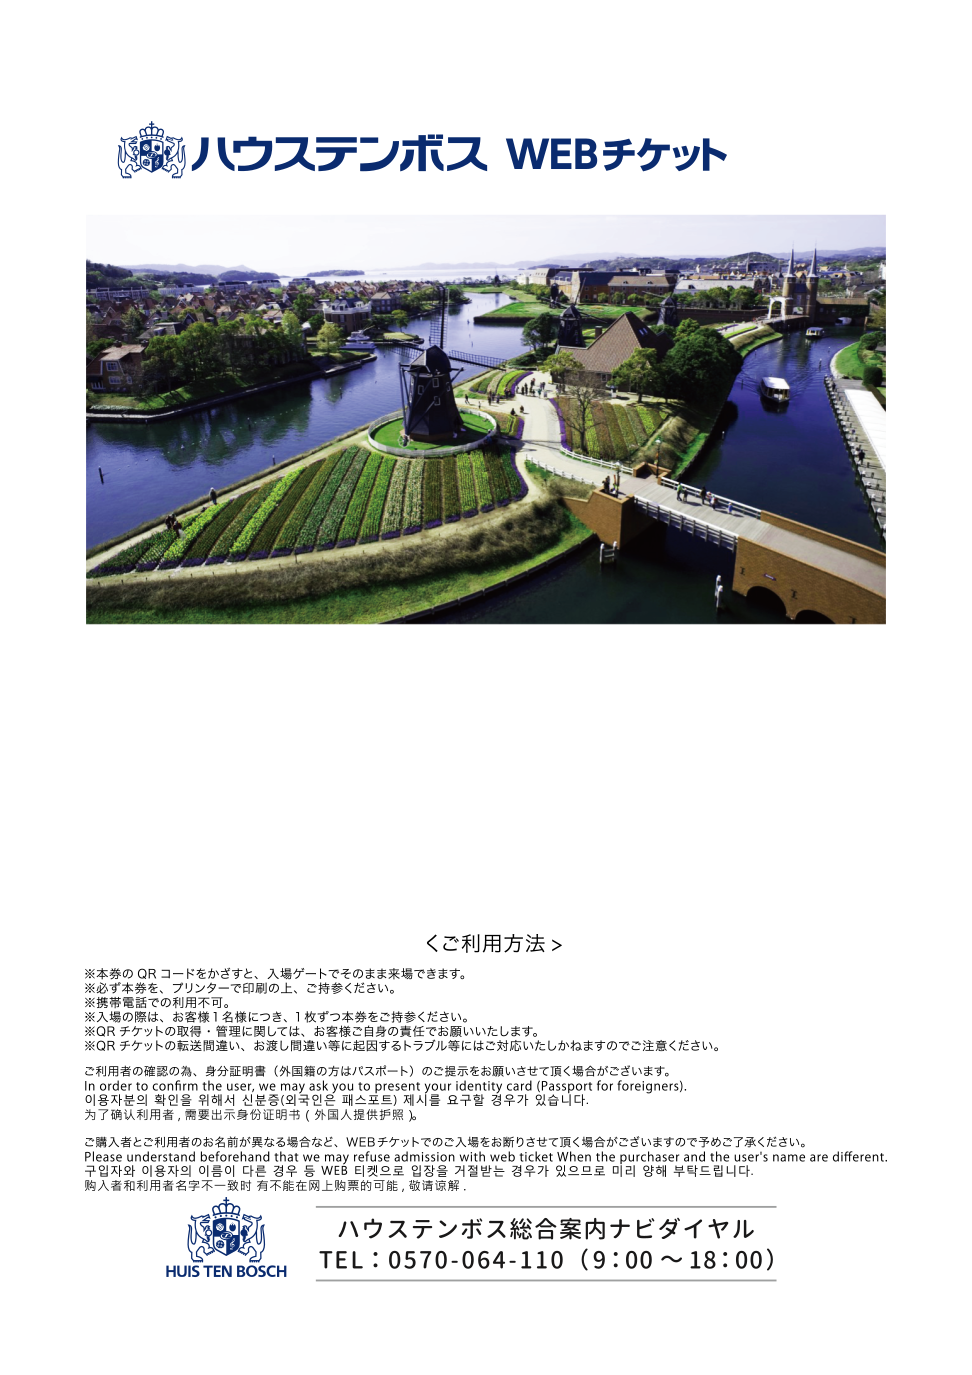 ハウステンボス WEBチケット
<ご利用方法>
※本券の QR コードをかざすと、入場ゲートでそのまま来場できます。
※必ず本券を、プリンターで印刷の上、ご持参ください。
※携帯電話での利用不可。
※入場の際は、お客様1名様につき、1枚ずつ本券をご持参ください。
※QR チケットの取得・管理に関しては、お客様ご自身の責任でお願いいたします。
※QR チケットの転送間違い、お渡し間違い等に起因するトラブル等にはご対応いたしかねますのでご注意ください。
ご利用者の確認の為、身分証明書（外国籍の方はパスポート）のご提示をお願いさせて頂く場合がございます。
In order to confirm the user, we may ask you to present your identity card (Passport for foreigners).
이용자분의 확인을 위해서 신분증(외국인은 패스포트) 제시를 요구할 경우가 있습니다.
为了确认利用者 , 需要出示身份证明书 ( 外国人提供护照 )。
ご購入者とご利用者のお名前が異なる場合など、WEBチケットでのご入場をお断りさせて頂く場合がございますので予めご了承ください。
Please understand beforehand that we may refuse admission with web ticket When the purchaser and the user's name are different.
구입자와 이용자의 이름이 다른 경우 등 WEB 티켓으로 입장을 거절받는 경우가 있으므로 미리 양해 부탁드립니다.
购入者和利用者名字不一致时 有不能在网上购票的可能 , 敬请谅解 .
HUIS TEN BOSCH
ハウステンボス総合案内ナビダイヤル
TEL：0570-064-110（9：00 ～ 18：00）